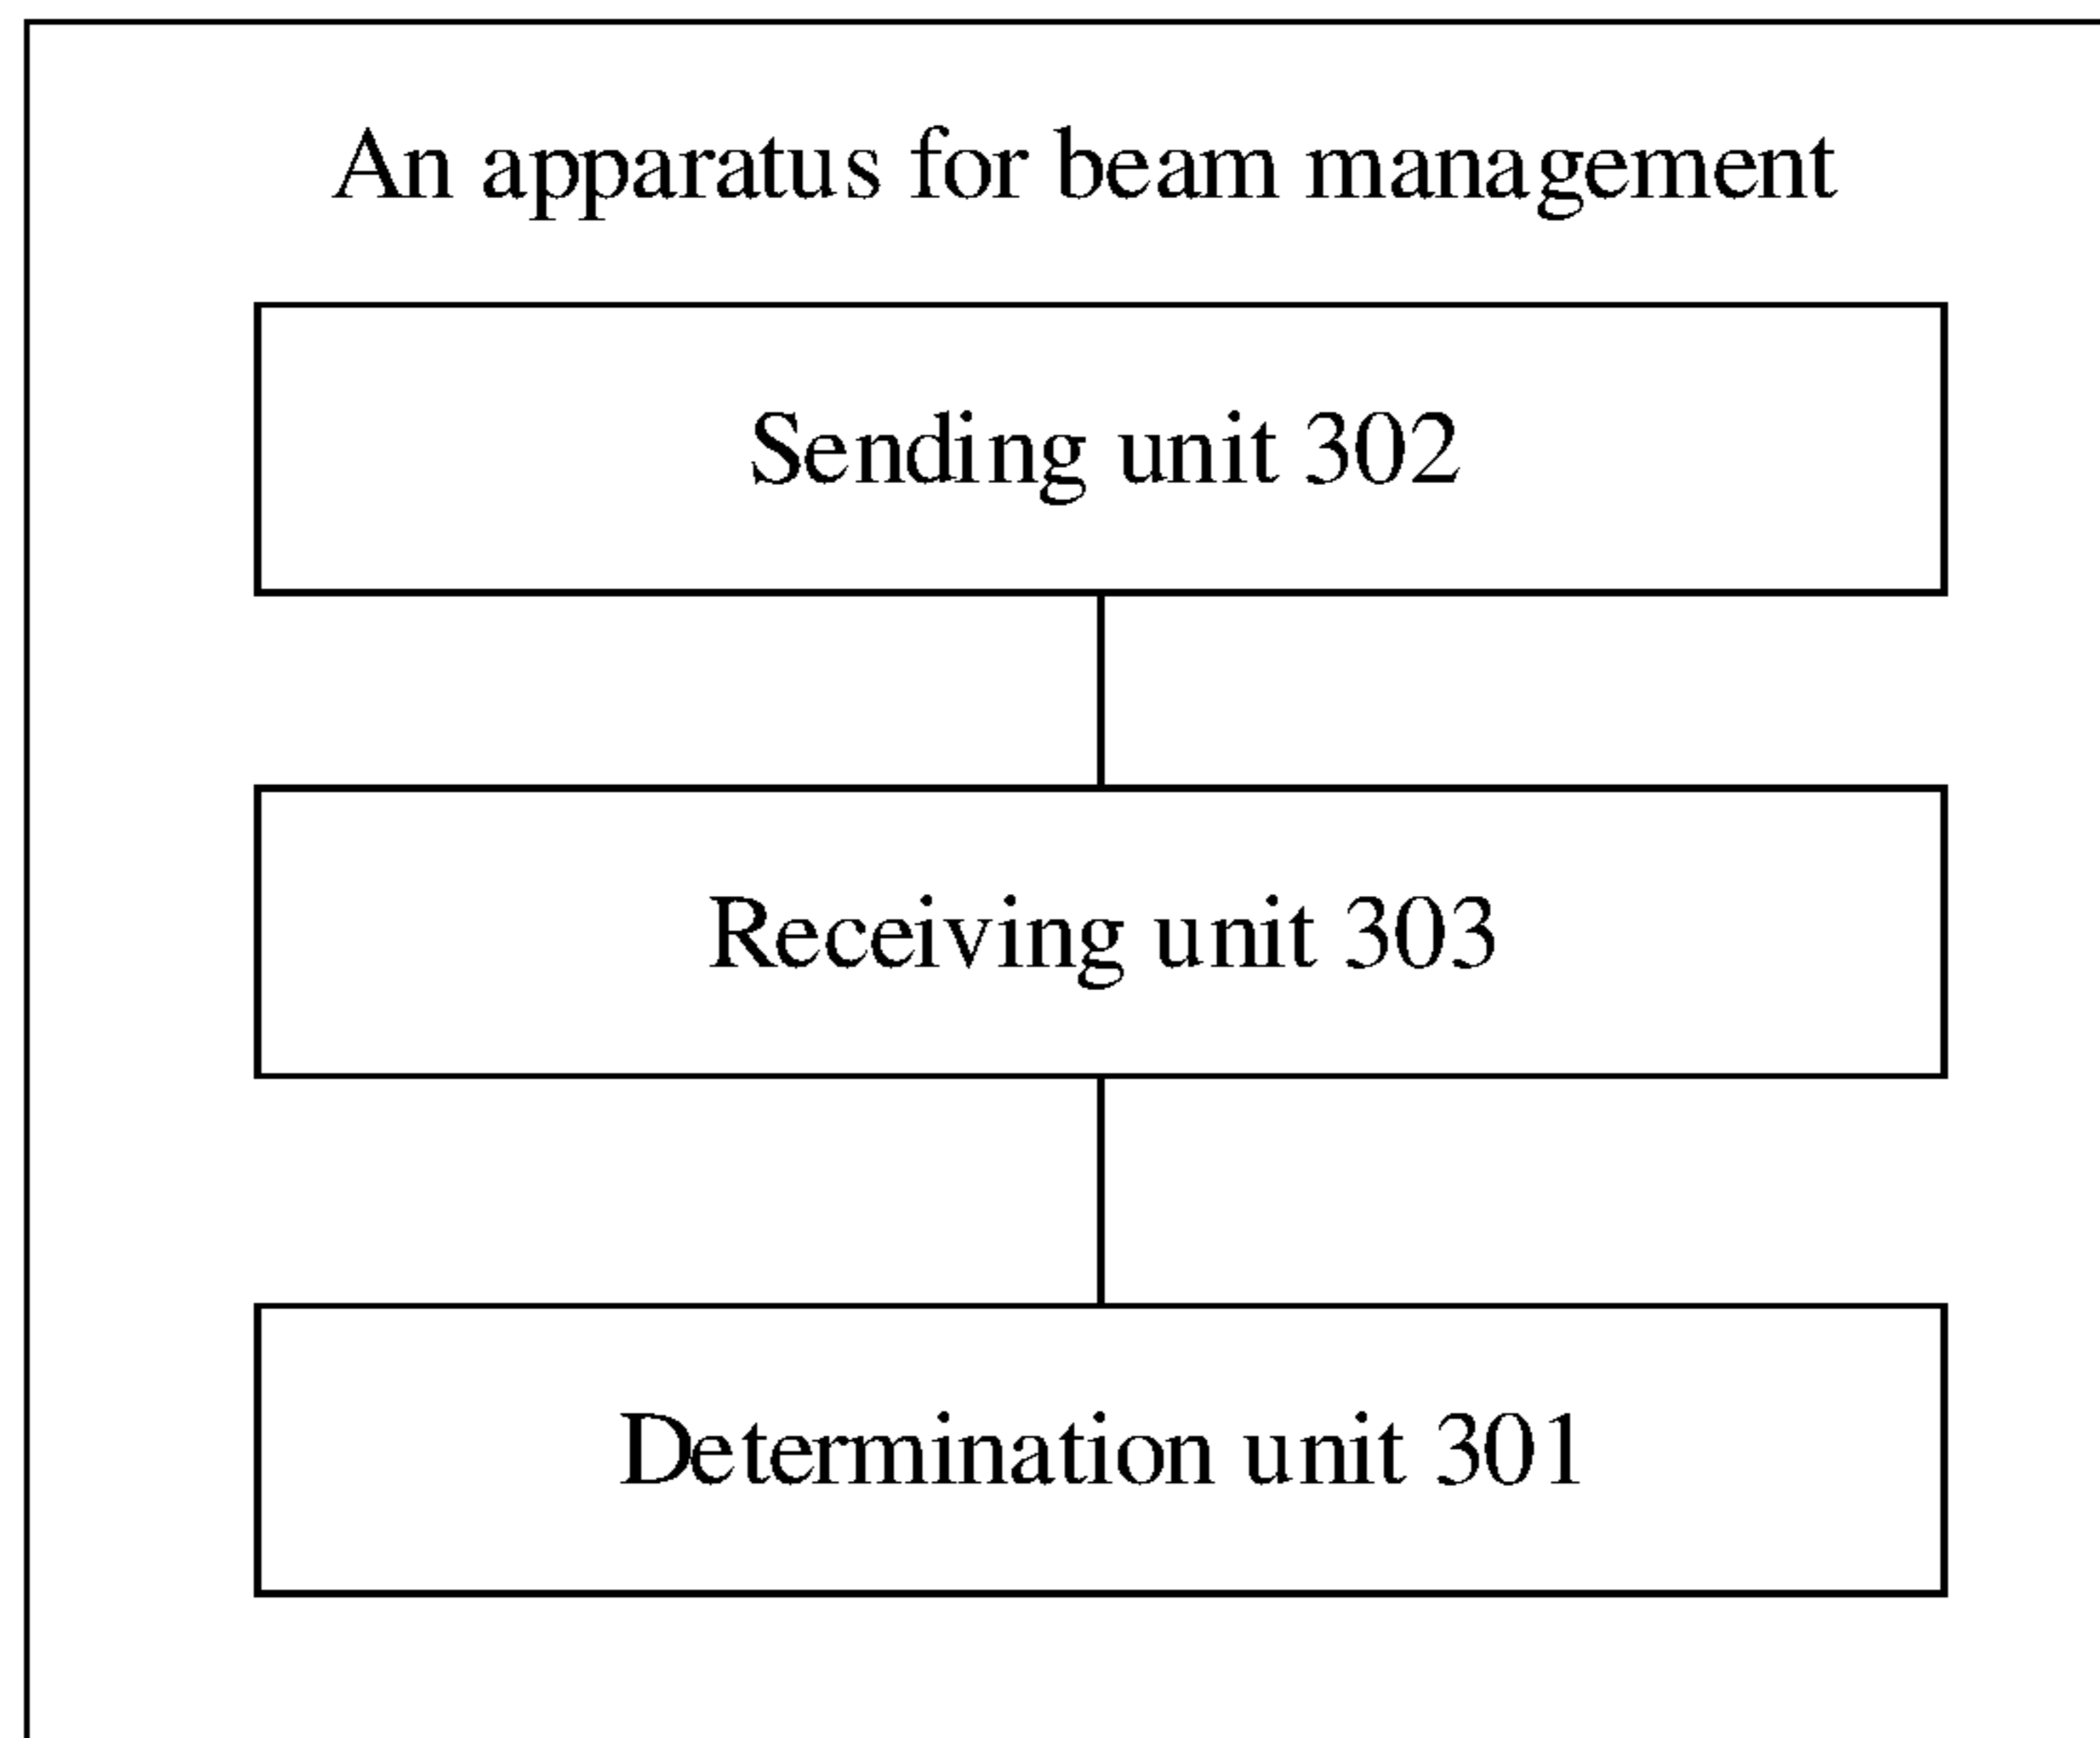 An apparatus for beam management
Sending unit 302
Receiving unit 303
Determination unit 301